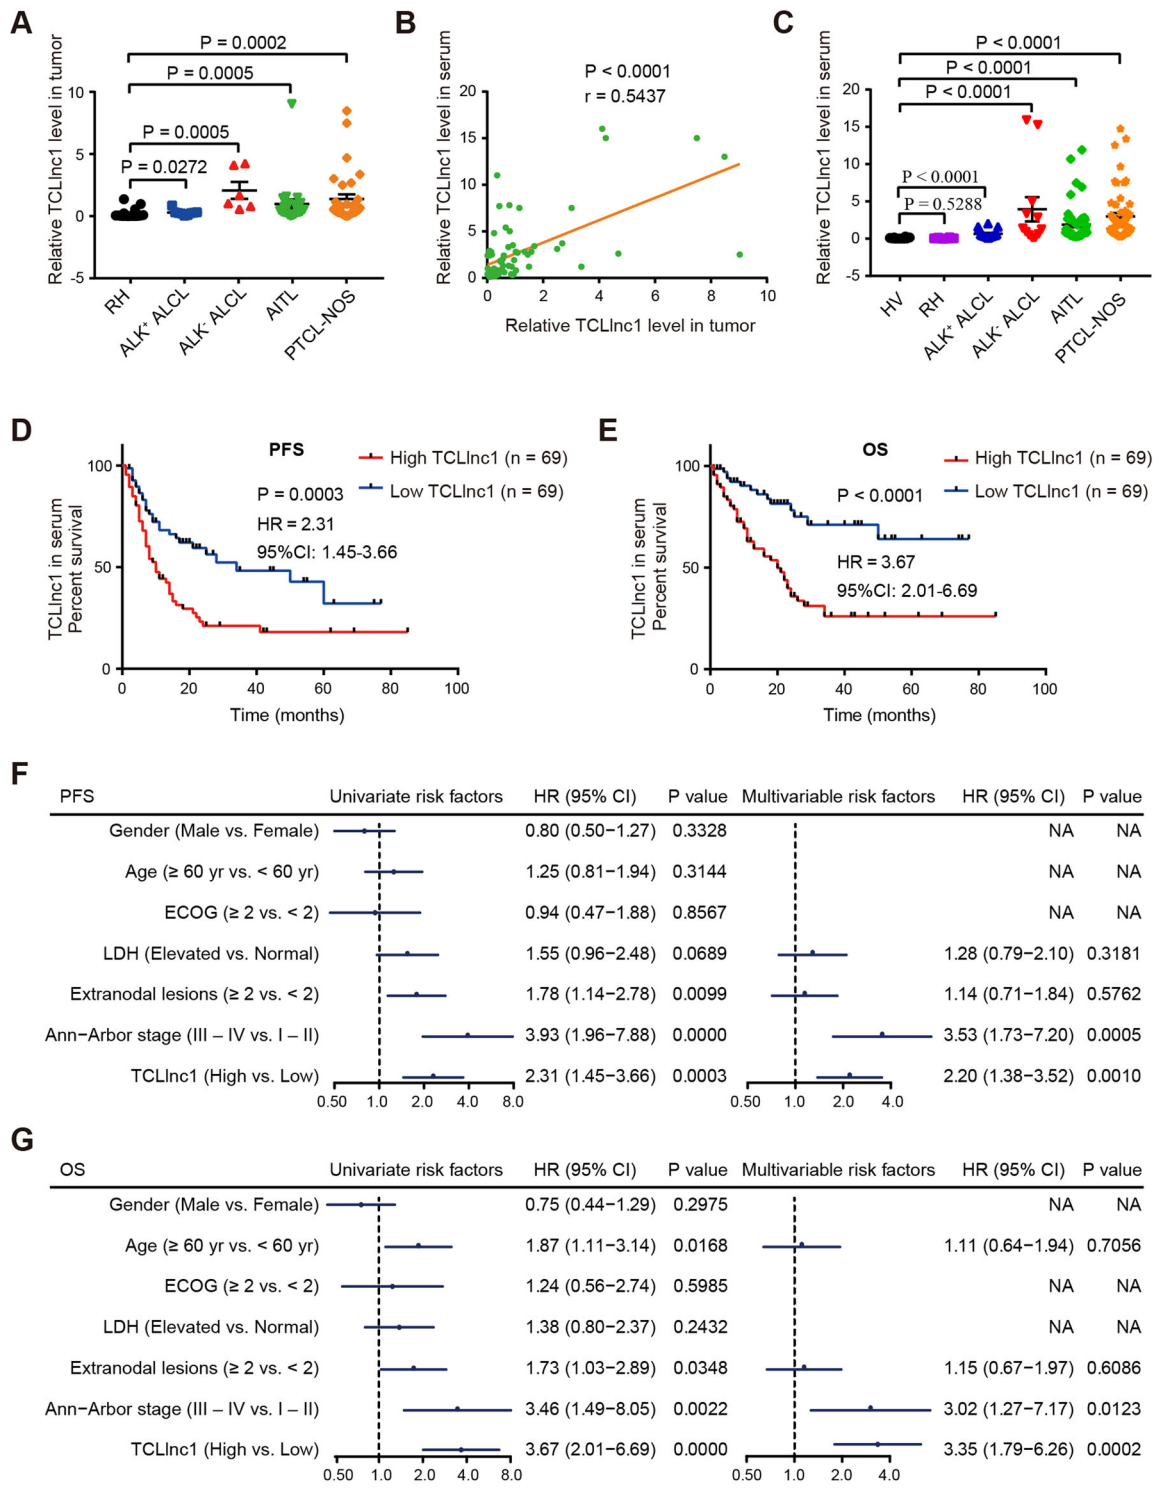 A
Relative TCLlnc1 level in tumor
P = 0.0002
P = 0.0005
P = 0.0005
P = 0.0272
10
5
0
-5
RH
ALK+ ALCL
ALK- ALCL
AITL
PTCL-NOS
B
Relative TCLlnc1 level in serum
P < 0.0001
r = 0.5437
20
15
10
5
0
0 2 4 6 8 10
Relative TCLlnc1 level in tumor
C
Relative TCLlnc1 level in serum
P < 0.0001
P < 0.0001
P < 0.0001
P < 0.0001
P = 0.5288
20
15
10
5
0
-5
HV
RH
ALK+ ALCL
ALK- ALCL
AITL
PTCL-NOS
D
TCLlnc1 in serum
Percent survival
PFS
High TCLlnc1 (n = 69)
Low TCLlnc1 (n = 69)
P = 0.0003
HR = 2.31
95%CI: 1.45-3.66
100
50
0
0 20 40 60 80 100
Time (months)
E
TCLlnc1 in serum
Percent survival
OS
High TCLlnc1 (n = 69)
Low TCLlnc1 (n = 69)
P < 0.0001
HR = 3.67
95%CI: 2.01-6.69
100
50
0
0 20 40 60 80 100
Time (months)
F
PFS Univariate risk factors HR (95% CI) P value Multivariable risk factors HR (95% CI) P value
Gender (Male vs. Female) 0.80 (0.50−1.27) 0.3328 NA NA
Age (≥ 60 yr vs. < 60 yr) 1.25 (0.81−1.94) 0.3144 NA NA
ECOG (≥ 2 vs. < 2) 0.94 (0.47−1.88) 0.8567 NA NA
LDH (Elevated vs. Normal) 1.55 (0.96−2.48) 0.0689 1.28 (0.79−2.10) 0.3181
Extranodal lesions (≥ 2 vs. < 2) 1.78 (1.14−2.78) 0.0099 1.14 (0.71−1.84) 0.5762
Ann−Arbor stage (III – IV vs. I – II) 3.93 (1.96−7.88) 0.0000 3.53 (1.73−7.20) 0.0005
TCLlnc1 (High vs. Low) 2.31 (1.45−3.66) 0.0003 2.20 (1.38−3.52) 0.0010
0.50 1.0 2.0 4.0 8.0 0.50 1.0 2.0 4.0
G
OS Univariate risk factors HR (95% CI) P value Multivariable risk factors HR (95% CI) P value
Gender (Male vs. Female) 0.75 (0.44−1.29) 0.2975 NA NA
Age (≥ 60 yr vs. < 60 yr) 1.87 (1.11−3.14) 0.0168 1.11 (0.64−1.94) 0.7056
ECOG (≥ 2 vs. < 2) 1.24 (0.56−2.74) 0.5985 NA NA
LDH (Elevated vs. Normal) 1.38 (0.80−2.37) 0.2432 NA NA
Extranodal lesions (≥ 2 vs. < 2) 1.73 (1.03−2.89) 0.0348 1.15 (0.67−1.97) 0.6086
Ann−Arbor stage (III – IV vs. I – II) 3.46 (1.49−8.05) 0.0022 3.02 (1.27−7.17) 0.0123
TCLlnc1 (High vs. Low) 3.67 (2.01−6.69) 0.0000 3.35 (1.79−6.26) 0.0002
0.50 1.0 2.0 4.0 8.0 0.50 1.0 2.0 4.0